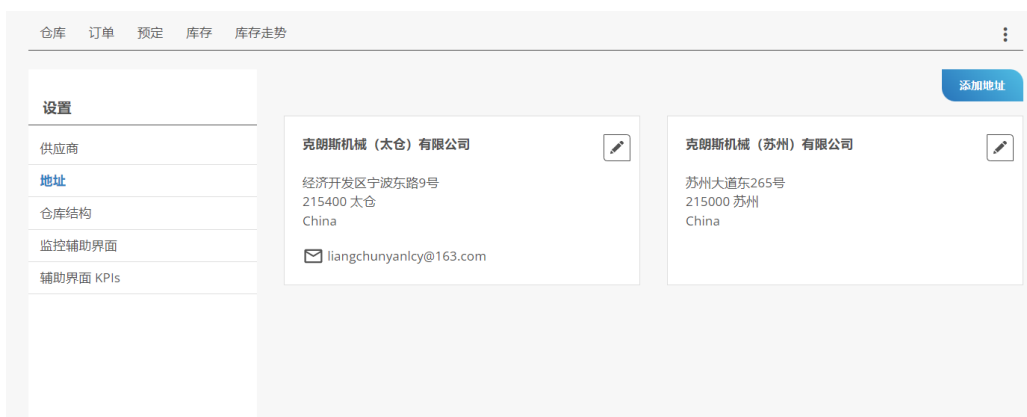 仓库 订单 预定 库存 库存走势
添加地址
设置
供应商
地址
仓库结构
监控辅助界面
辅助界面 KPIs
克朗斯机械（太仓）有限公司
经济开发区宁波东路9号
215400 太仓
China
liangchunyanlcy@163.com
克朗斯机械（苏州）有限公司
苏州大道东265号
215000 苏州
China